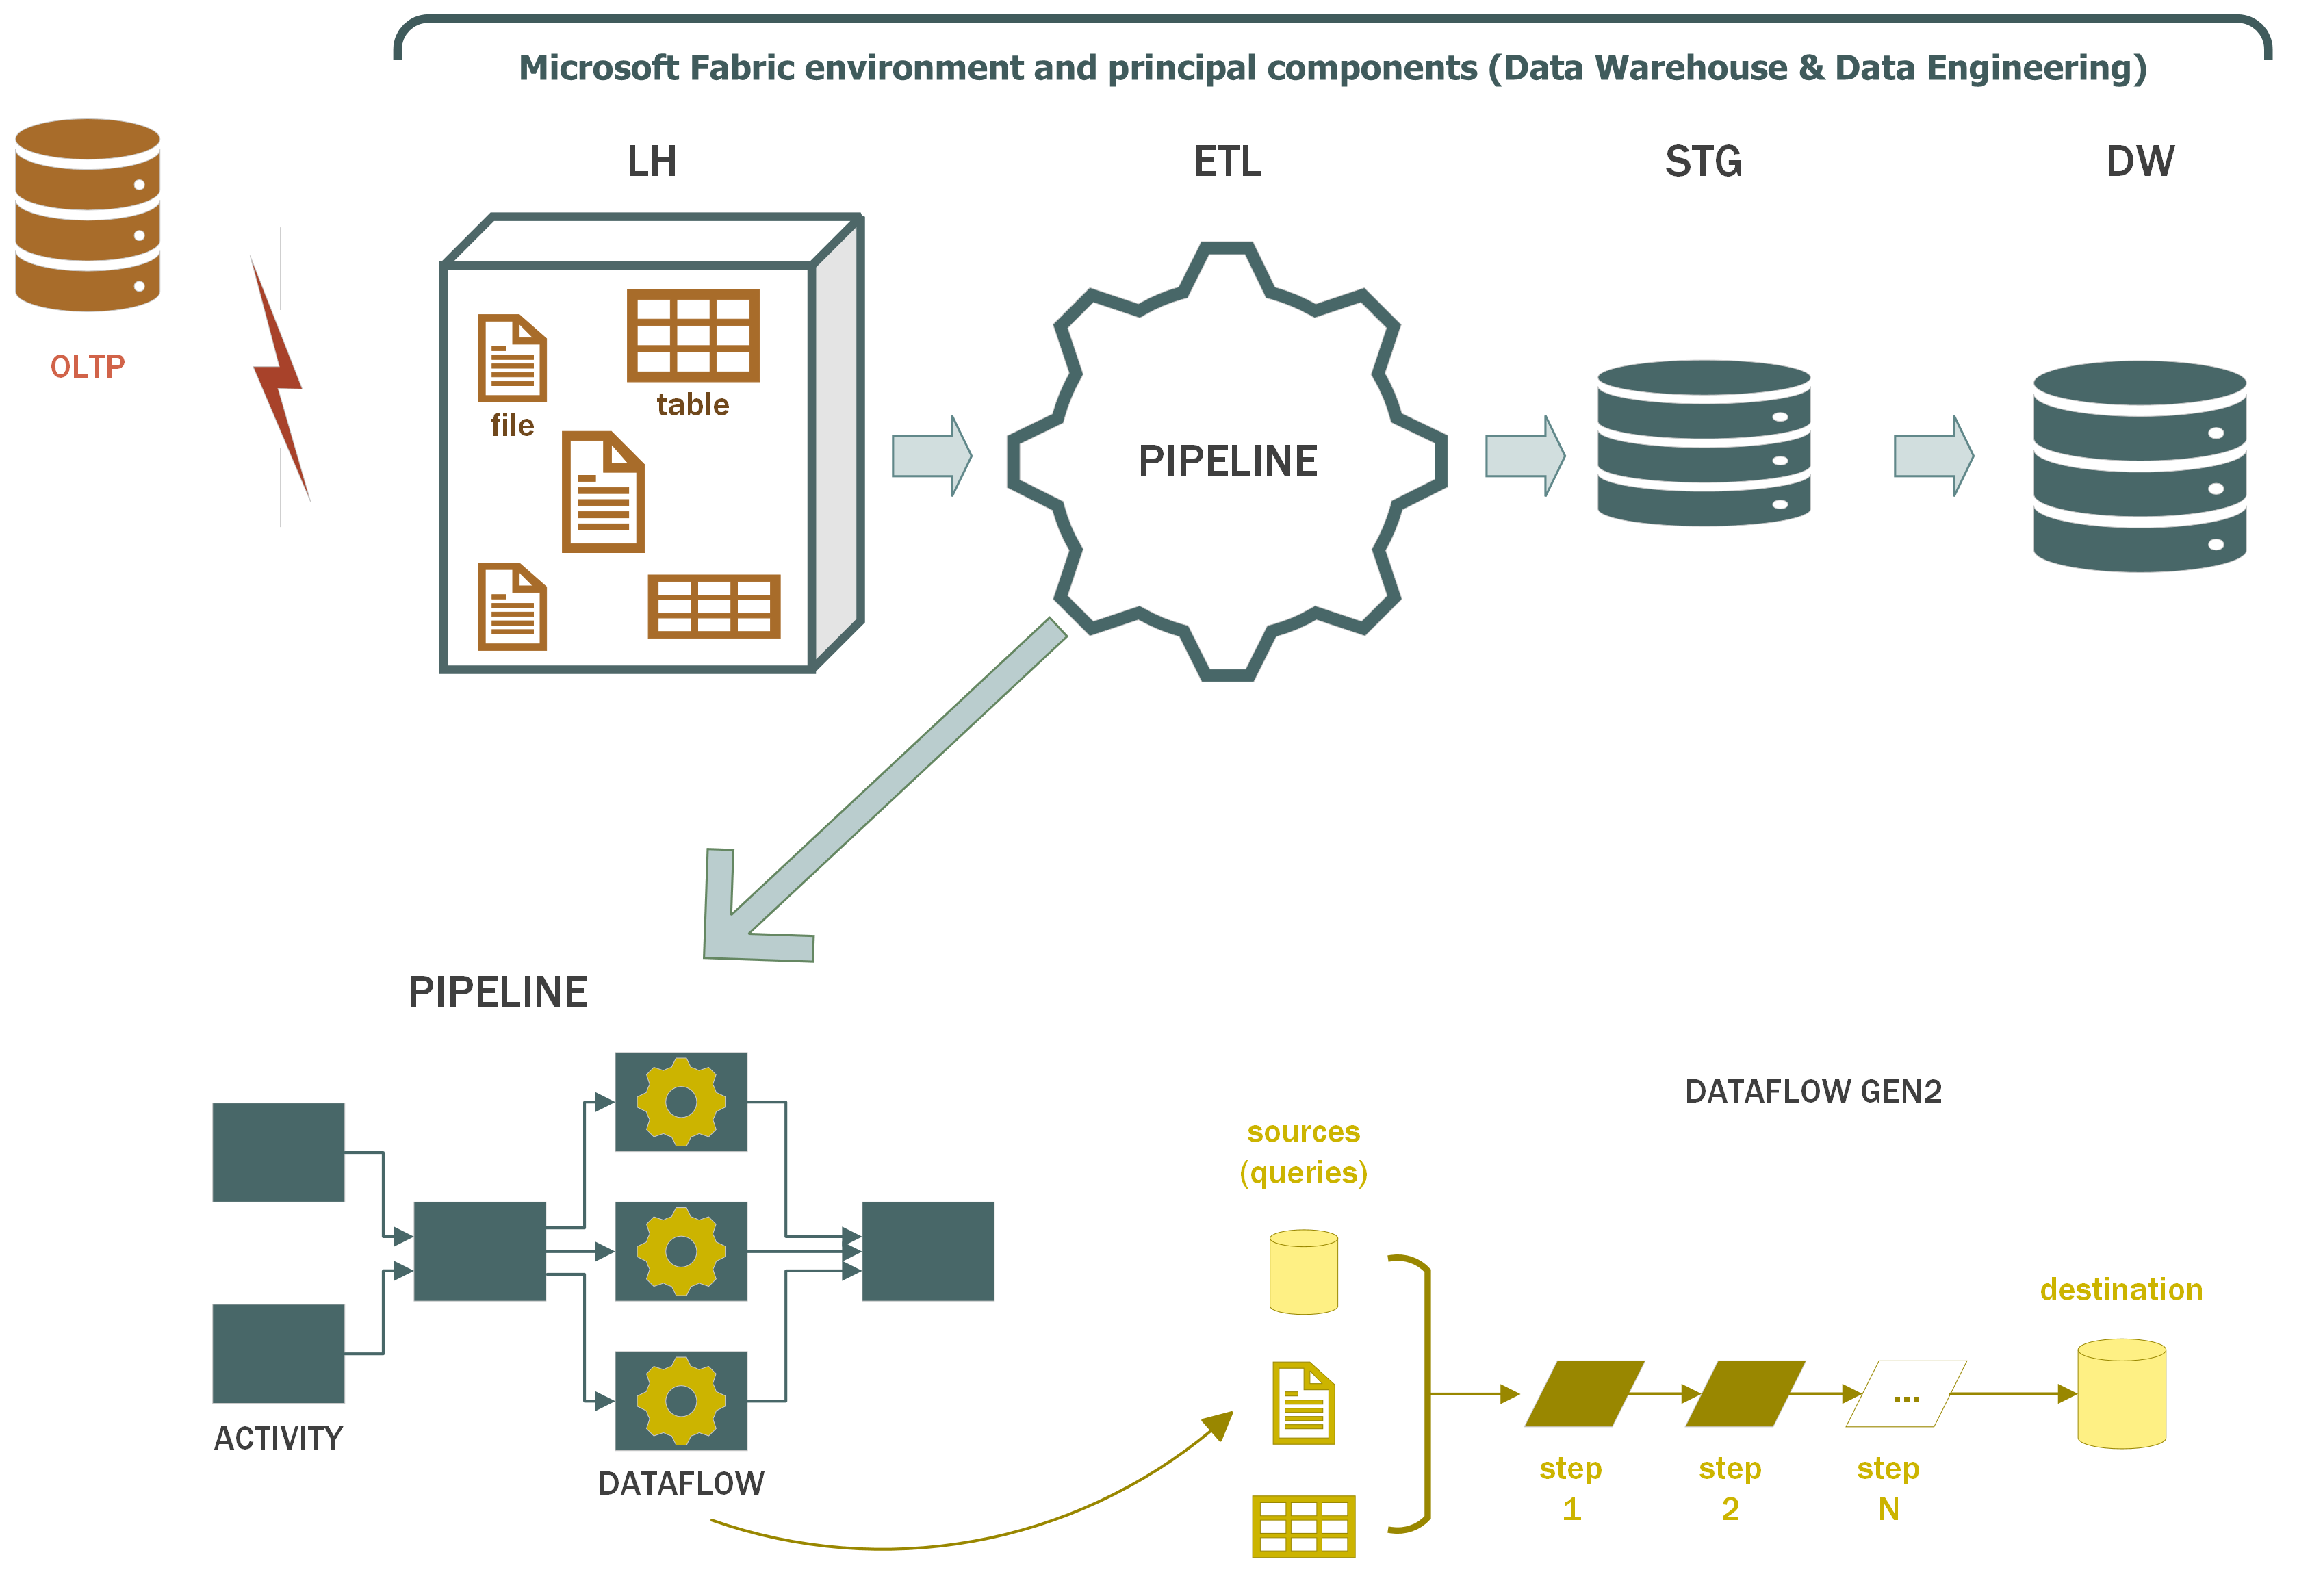 Microsoft Fabric environment and principal components (Data Warehouse & Data Engineering)
LH
ETL
STG
DW
OLTP
file
table
PIPELINE
PIPELINE
ACTIVITY
DATAFLOW
DATAFLOW GEN2
sources
(queries)
destination
...
step
1
step
2
step
N